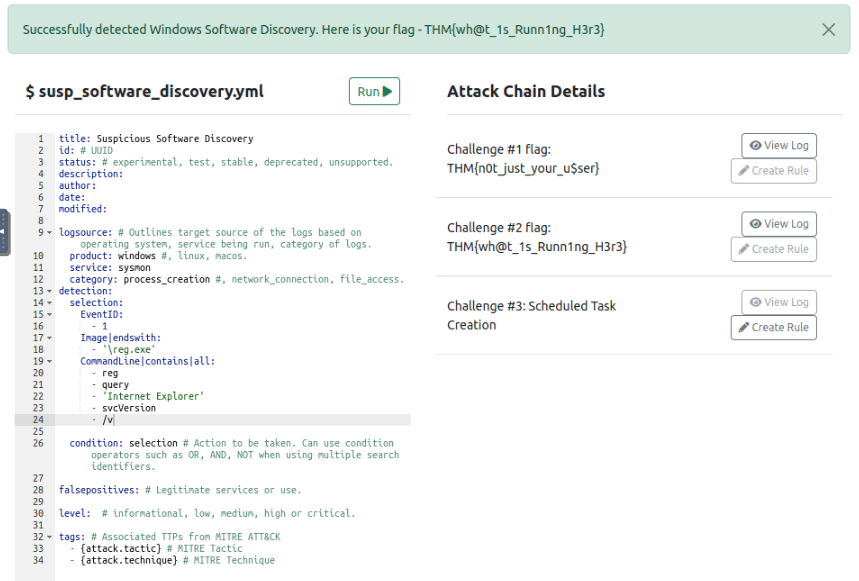 Successfully detected Windows Software Discovery. Here is your flag - THM{wh@t_1s_Runn1ng_H3r3}
$ susp_software_discovery.yml
Run
1 title: Suspicious Software Discovery
2 id: # UUID
3 status: # experimental, test, stable, deprecated, unsupported.
4 description:
5 author:
6 date:
7 modified:
8
9 logsource: # Outlines target source of the logs based on
operating system, service being run, category of logs.
10 product: windows #, linux, macos.
11 service: sysmon
12 category: process_creation #, network_connection, file_access.
13 detection:
14 selection:
15 EventID:
16 - 1
17 Image|endswith:
18 - '\reg.exe'
19 CommandLine|contains|all:
20 - reg
21 - query
22 - 'Internet Explorer'
23 - svcVersion
24 - /v
25
26 condition: selection # Action to be taken. Can use condition
operators such as OR, AND, NOT when using multiple search
identifiers.
27
28 falsepositives: # Legitimate services or use.
29
30 level: # informational, low, medium, high or critical.
31
32 tags: # Associated TTPs from MITRE ATT&CK
33 - {attack.tactic} # MITRE Tactic
34 - {attack.technique} # MITRE Technique
Attack Chain Details
Challenge #1 flag:
THM{n0t_just_your_u$ser}
View Log
Create Rule
Challenge #2 flag:
THM{wh@t_1s_Runn1ng_H3r3}
View Log
Create Rule
Challenge #3: Scheduled Task
Creation
View Log
Create Rule